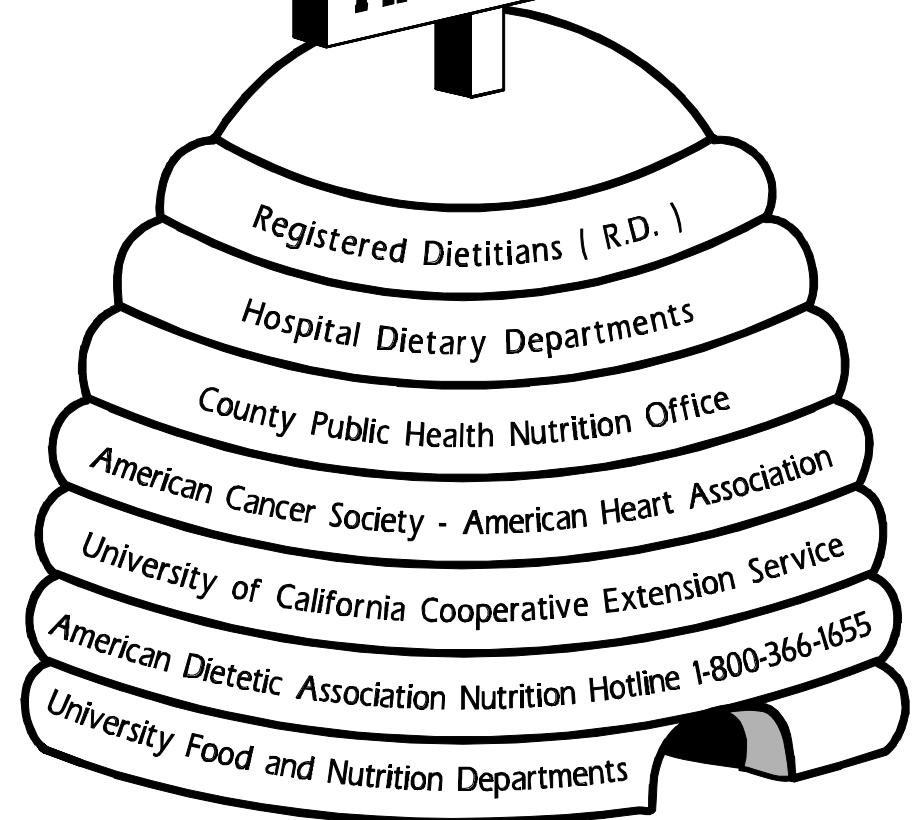 Registered Dietitians ( R.D. )
Hospital Dietary Departments
County Public Health Nutrition Office
American Cancer Society - American Heart Association
University of California Cooperative Extension Service
American Dietetic Association Nutrition Hotline 1-800-366-1655
University Food and Nutrition Departments